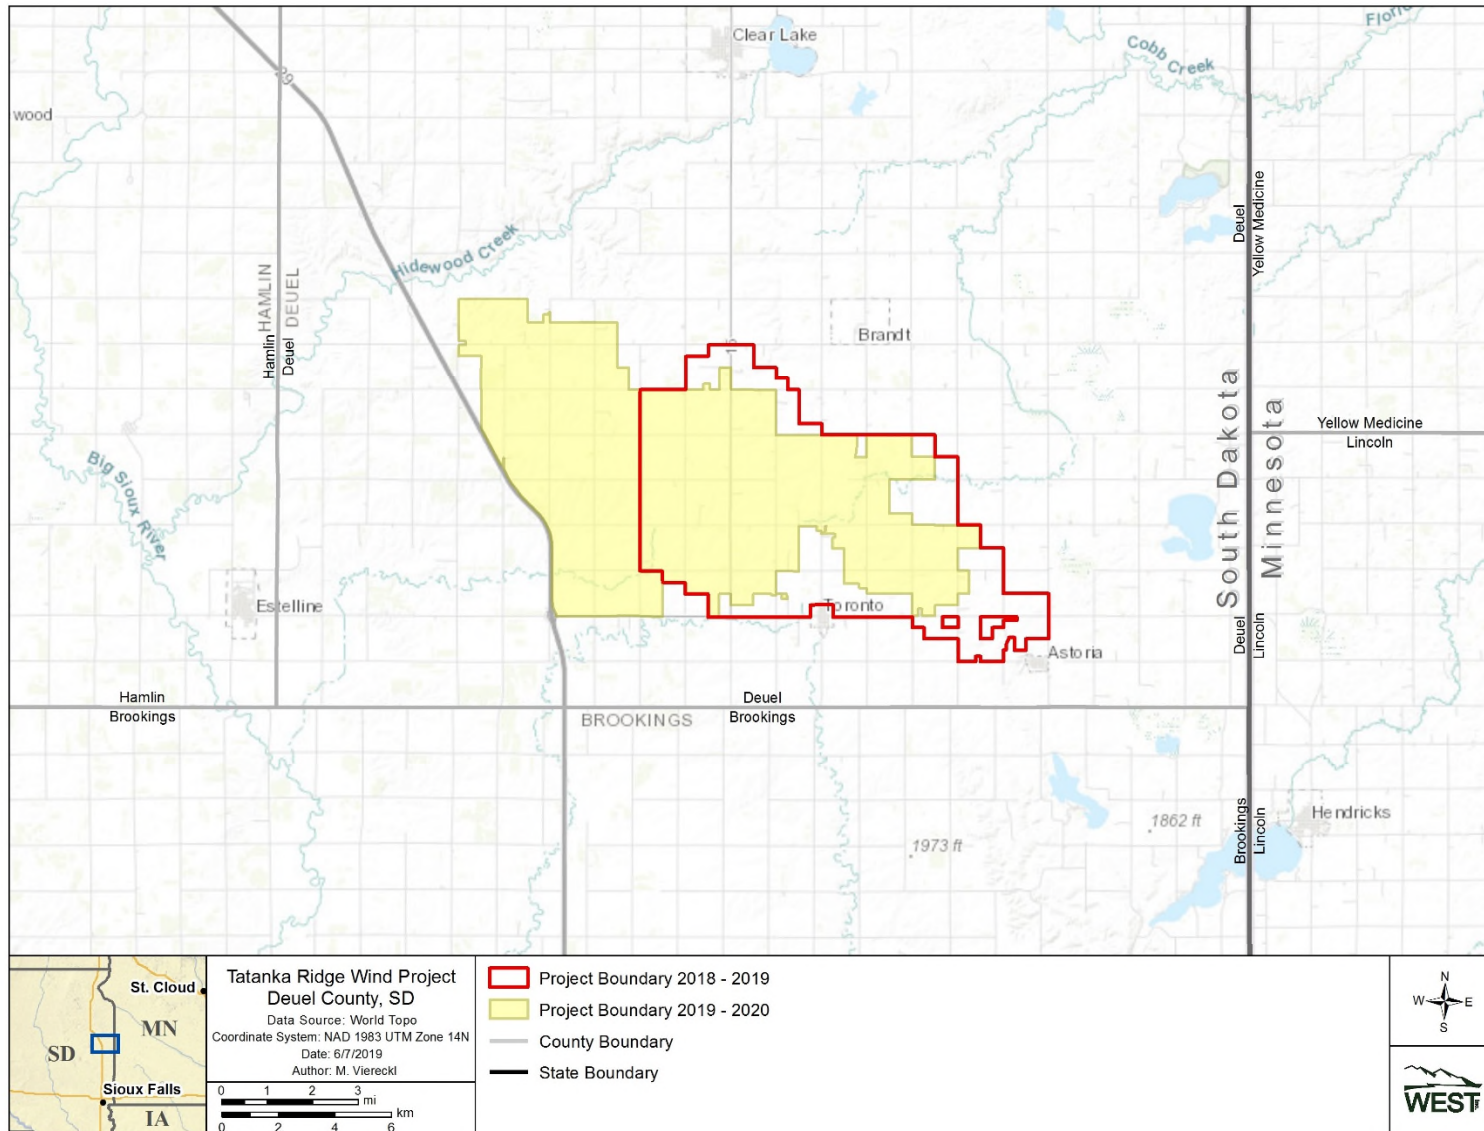 Clear Lake
Florid
Cobb
Creek
29
wood
Deuel
Yellow Medicine
Hidewood Creek
HAMLIN
DEUEL
Hamlin
Deuel
15
Brandt
South Dakota
Minnesota
Yellow Medicine
Lincoln
Big Sioux River
Estelline
Toronto
Astoria
Deuel
Lincoln
Hamlin
Brookings
Deuel
Brookings
BROOKINGS
Brookings
Lincoln
Hendricks
1862 ft
1973 ft
St. Cloud
MN
SD
Sioux Falls
IA
Tatanka Ridge Wind Project
Deuel County, SD
Data Source: World Topo
Coordinate System: NAD 1983 UTM Zone 14N
Date: 6/7/2019
Author: M. Viereckl
0 1 2 3
mi
km
0 2 4 6
Project Boundary 2018 - 2019
Project Boundary 2019 - 2020
County Boundary
State Boundary
N
W E
S
WEST